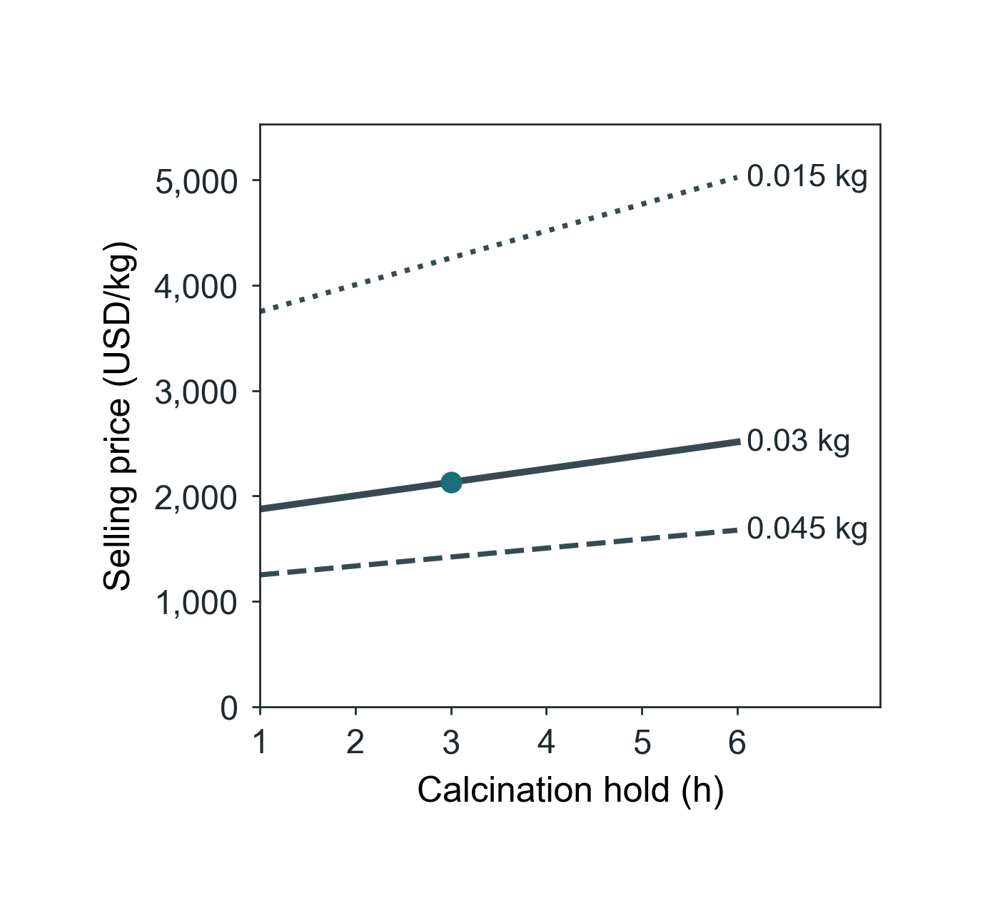 5,000
4,000
3,000
2,000
1,000
0
Selling price (USD/kg)
0.015 kg
0.03 kg
0.045 kg
1 2 3 4 5 6
Calcination hold (h)